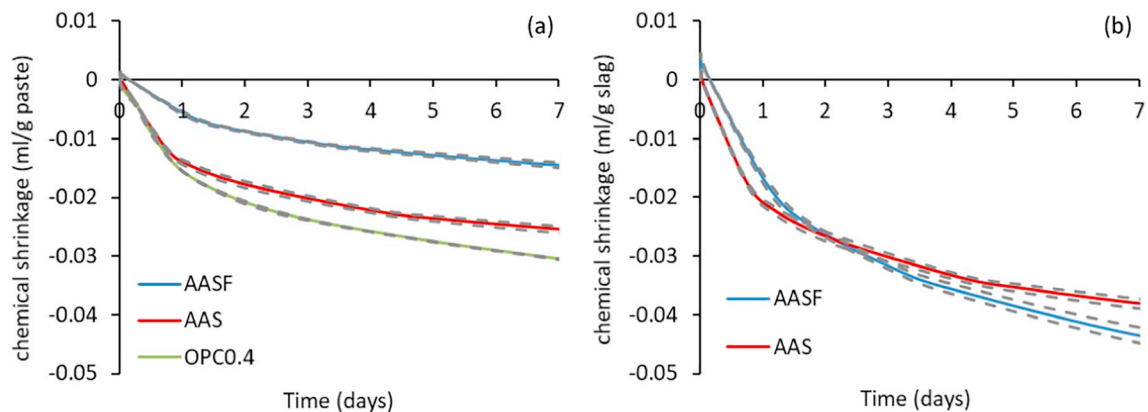 (a)
chemical shrinkage (ml/g paste)
0.01
0
-0.01
-0.02
-0.03
-0.04
-0.05
0 1 2 3 4 5 6 7
AASF
AAS
OPC0.4
Time (days)
(b)
chemical shrinkage (ml/g slag)
0.01
0
-0.01
-0.02
-0.03
-0.04
-0.05
0 1 2 3 4 5 6 7
AASF
AAS
Time (days)